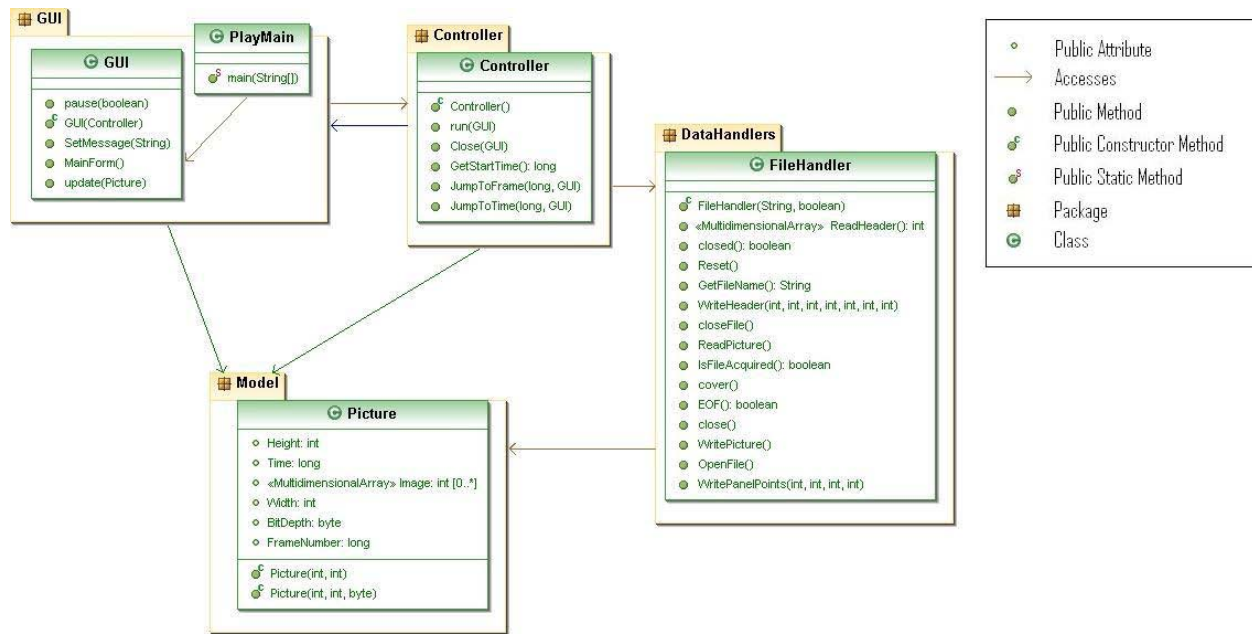 GUI
GUI
pause(boolean)
GUI(Controller)
SetMessage(String)
MainForm()
update(Picture)
PlayMain
main(String[])
Controller
Controller
Controller()
run(GUI)
Close(GUI)
GetStartTime(): long
JumpToFrame(long, GUI)
JumpToTime(long, GUI)
DataHandlers
FileHandler
FileHandler(String, boolean)
«MultidimensionalArray» ReadHeader(): int
closed(): boolean
Reset()
GetFileName(): String
WriteHeader(int, int, int, int, int, int, int)
closeFile()
ReadPicture()
IsFileAcquired(): boolean
cover()
EOF(): boolean
close()
WritePicture()
OpenFile()
WritePanelPoints(int, int, int, int)
Model
Picture
Height: int
Time: long
«MultidimensionalArray» Image: int [0..*]
Width: int
BitDepth: byte
FrameNumber: long
Picture(int, int)
Picture(int, int, byte)
Public Attribute
Accesses
Public Method
Public Constructor Method
Public Static Method
Package
Class